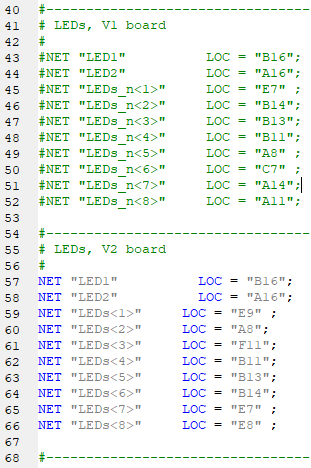 40 #---------------------------------
41 # LEDs, V1 board
42 #
43 #NET "LED1" LOC = "B16";
44 #NET "LED2" LOC = "A16";
45 #NET "LEDs_n<1>" LOC = "E7" ;
46 #NET "LEDs_n<2>" LOC = "B14";
47 #NET "LEDs_n<3>" LOC = "B13";
48 #NET "LEDs_n<4>" LOC = "B11";
49 #NET "LEDs_n<5>" LOC = "A8" ;
50 #NET "LEDs_n<6>" LOC = "C7" ;
51 #NET "LEDs_n<7>" LOC = "A14";
52 #NET "LEDs_n<8>" LOC = "A11";
53
54 #---------------------------------
55 # LEDs, V2 board
56 #
57 NET "LED1" LOC = "B16";
58 NET "LED2" LOC = "A16";
59 NET "LEDs<1>" LOC = "E9" ;
60 NET "LEDs<2>" LOC = "A8";
61 NET "LEDs<3>" LOC = "F11";
62 NET "LEDs<4>" LOC = "B11";
63 NET "LEDs<5>" LOC = "B13";
64 NET "LEDs<6>" LOC = "B14";
65 NET "LEDs<7>" LOC = "E7" ;
66 NET "LEDs<8>" LOC = "E8" ;
67
68 #---------------------------------